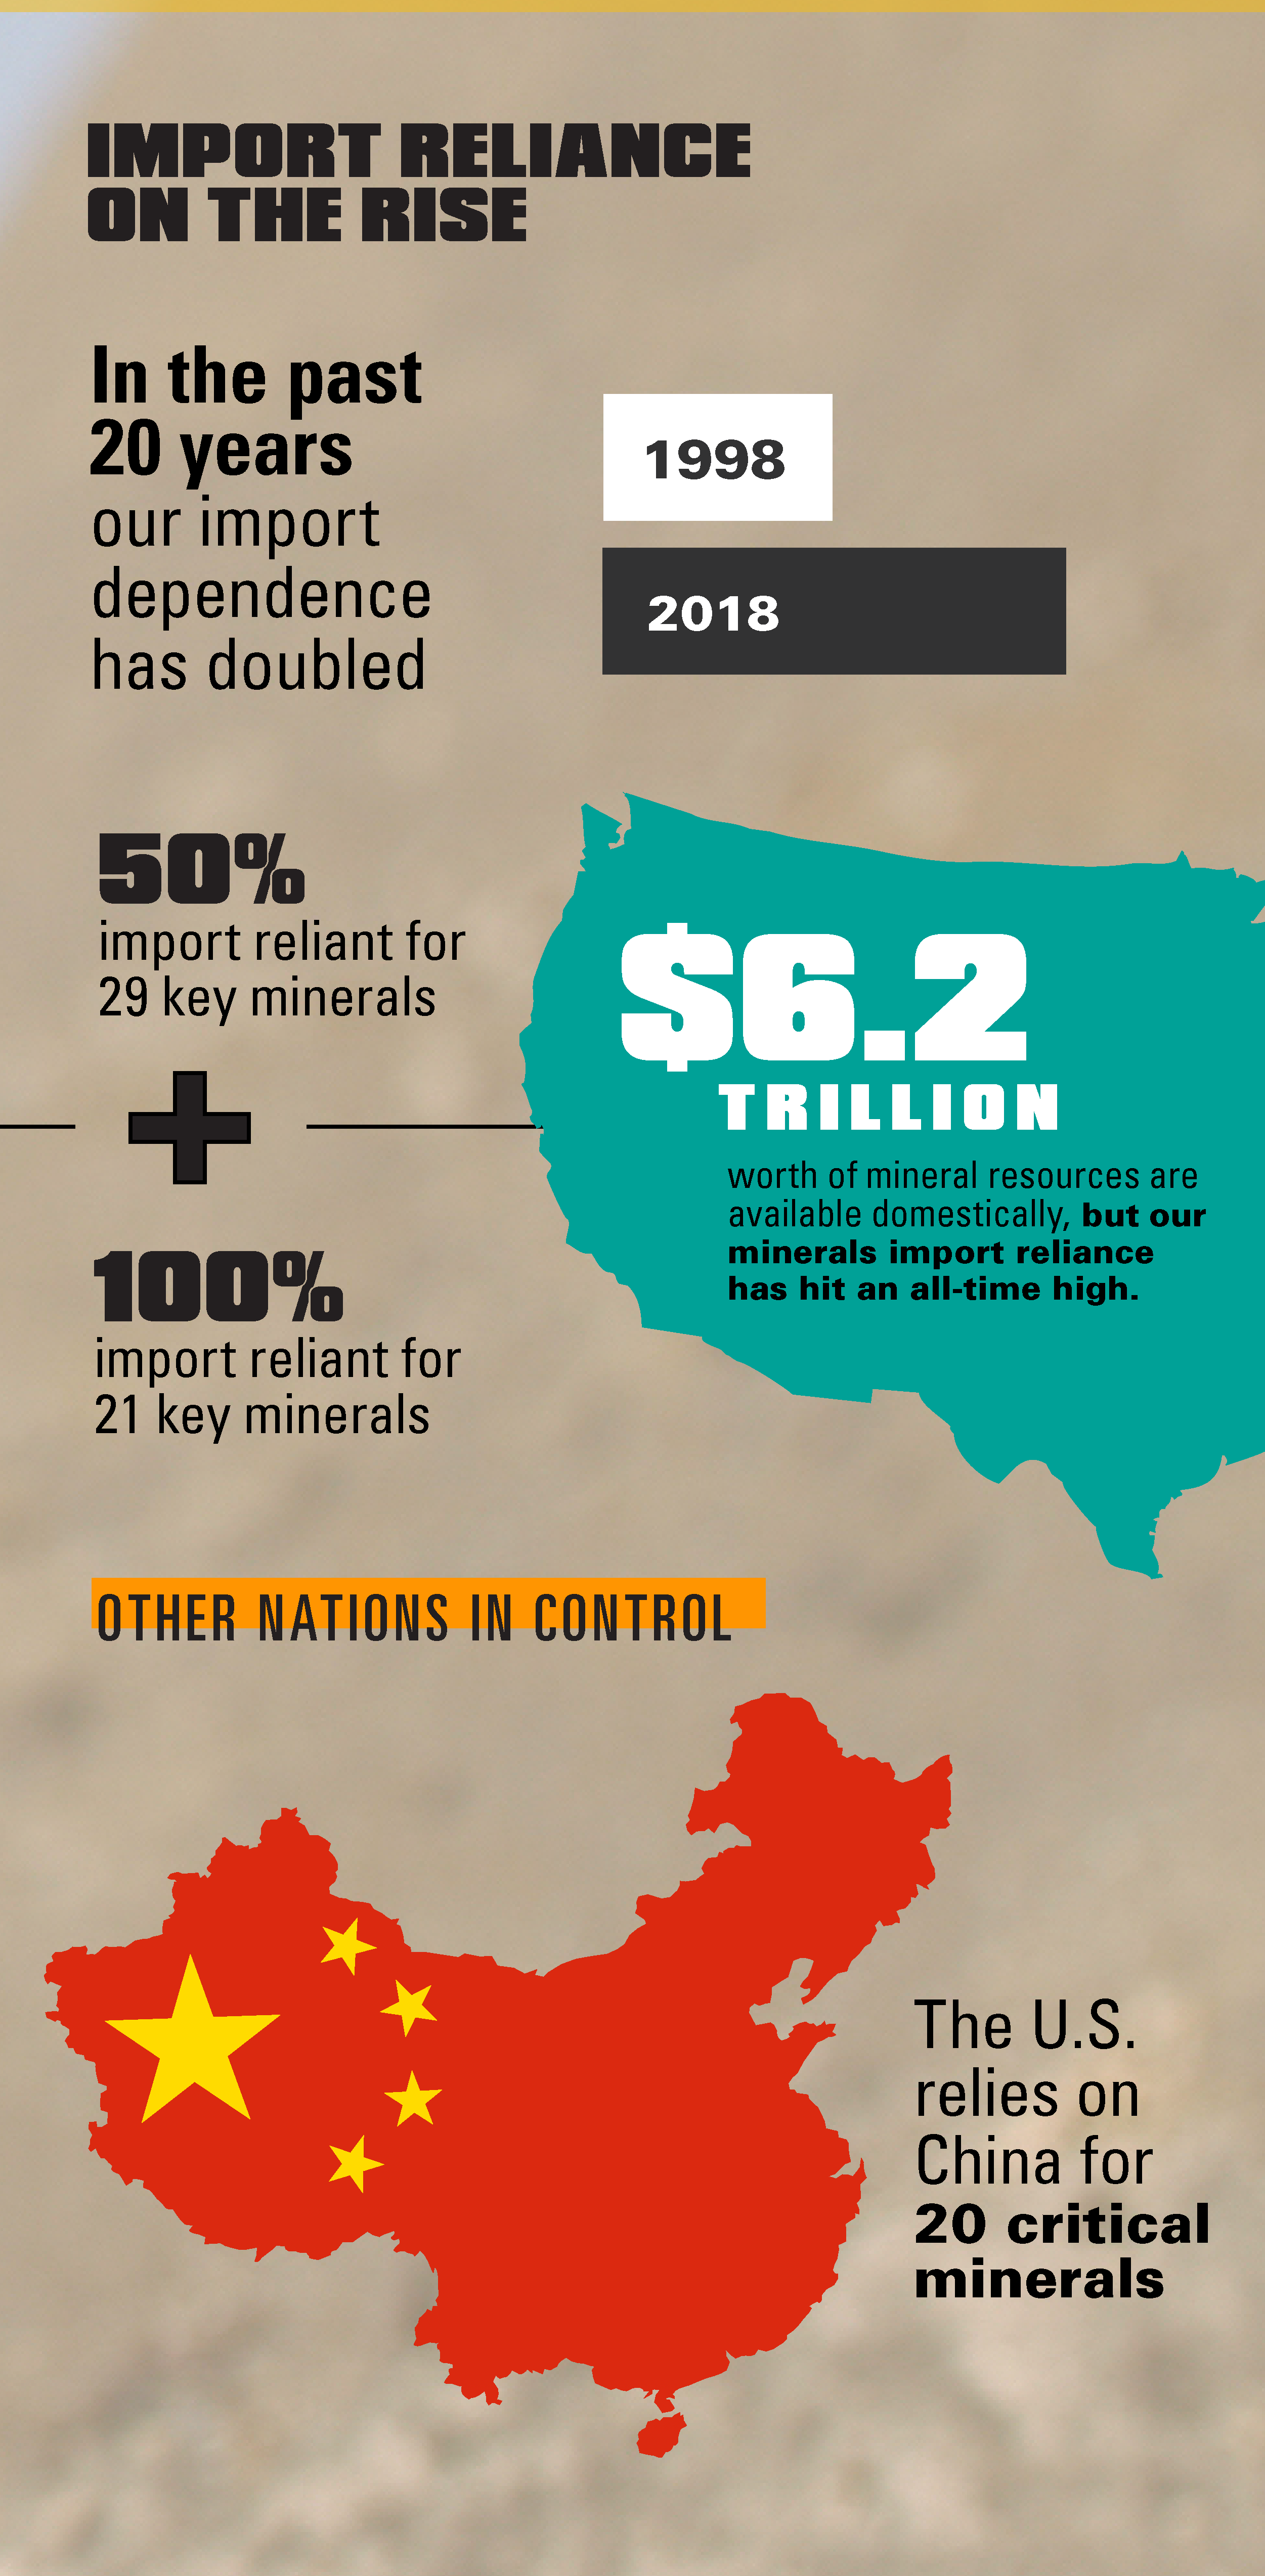 IMPORT RELIANCE
ON THE RISE
In the past
20 years
our import
dependence
has doubled
1998
2018
50%
import reliant for
29 key minerals
100%
import reliant for
21 key minerals
$6.2
TRILLION
worth of mineral resources are
available domestically, but our
minerals import reliance
has hit an all-time high.
OTHER NATIONS IN CONTROL
The U.S.
relies on
China for
20 critical
minerals